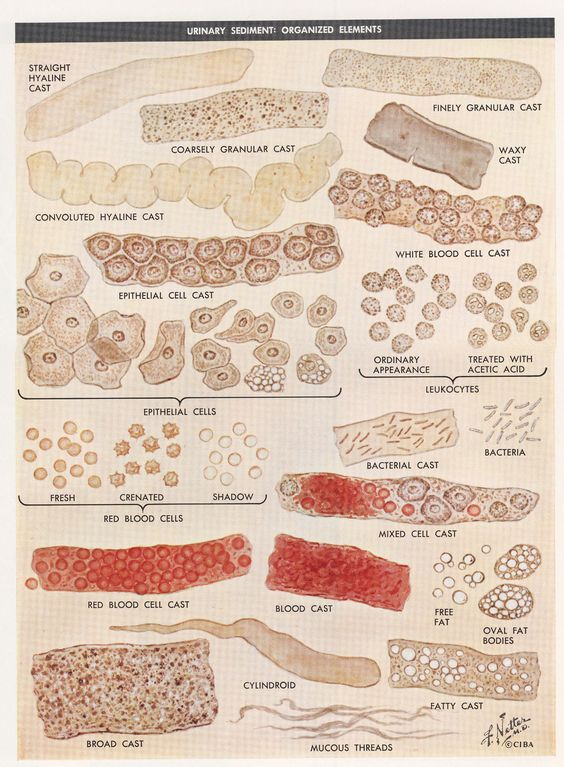 URINARY SEDIMENT: ORGANIZED ELEMENTS
STRAIGHT
HYALINE
CAST
FINELY GRANULAR CAST
COARSELY GRANULAR CAST
WAXY
CAST
CONVOLUTED HYALINE CAST
WHITE BLOOD CELL CAST
EPITHELIAL CELL CAST
ORDINARY
APPEARANCE
TREATED WITH
ACETIC ACID
LEUKOCYTES
EPITHELIAL CELLS
BACTERIAL CAST
BACTERIA
FRESH
CRENATED
SHADOW
RED BLOOD CELLS
MIXED CELL CAST
RED BLOOD CELL CAST
BLOOD CAST
FREE
FAT
OVAL FAT
BODIES
CYLINDROID
FATTY CAST
BROAD CAST
MUCOUS THREADS
F. Netter
M.D.
© CIBA